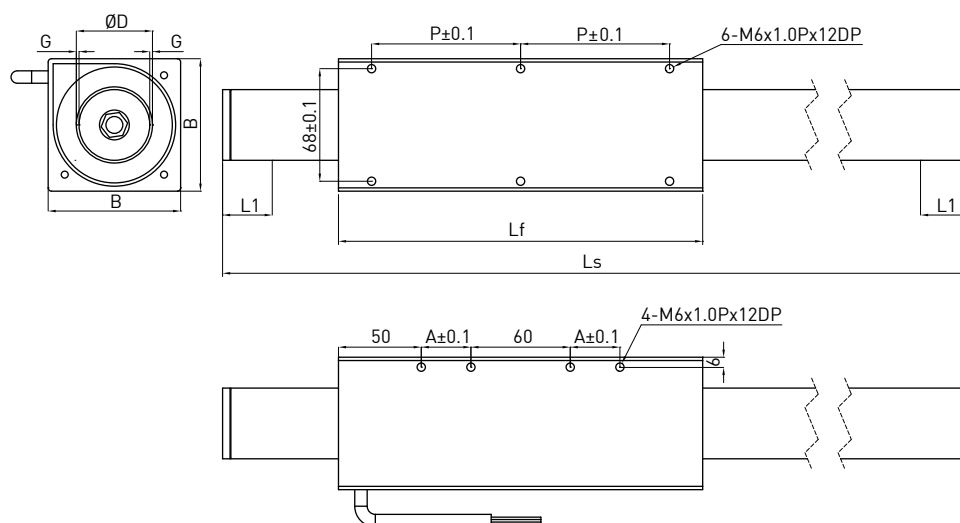 ØD
G
G
B
B
P±0.1
P±0.1
6-M6x1.0Px12DP
68±0.1
L1
L1
Lf
Ls
4-M6x1.0Px12DP
50
A±0.1
60
A±0.1
6